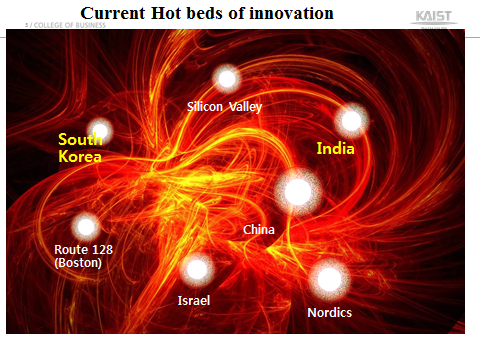 Current Hot beds of innovation
5 / COLLEGE OF BUSINESS
KAIST
Silicon Valley
South
Korea
India
China
Route 128
(Boston)
Israel
Nordics